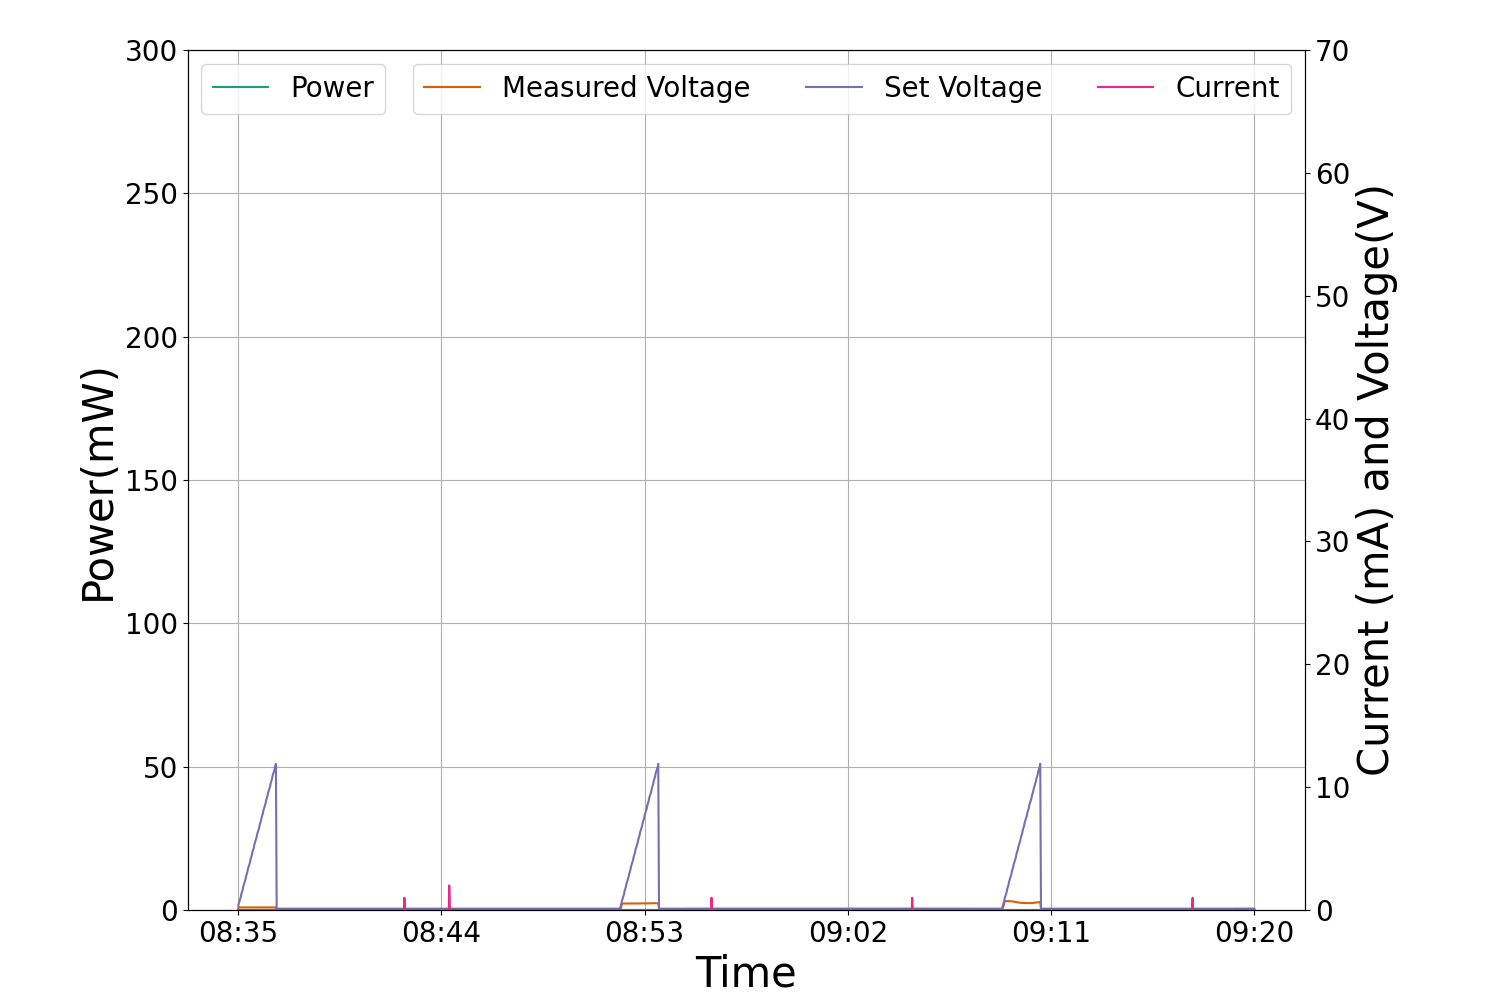 Power
Measured Voltage
Set Voltage
Current
300
250
200
150
100
50
0
Power(mW)
70
60
50
40
30
20
10
0
Current (mA) and Voltage(V)
08:35 08:44 08:53 09:02 09:11 09:20
Time